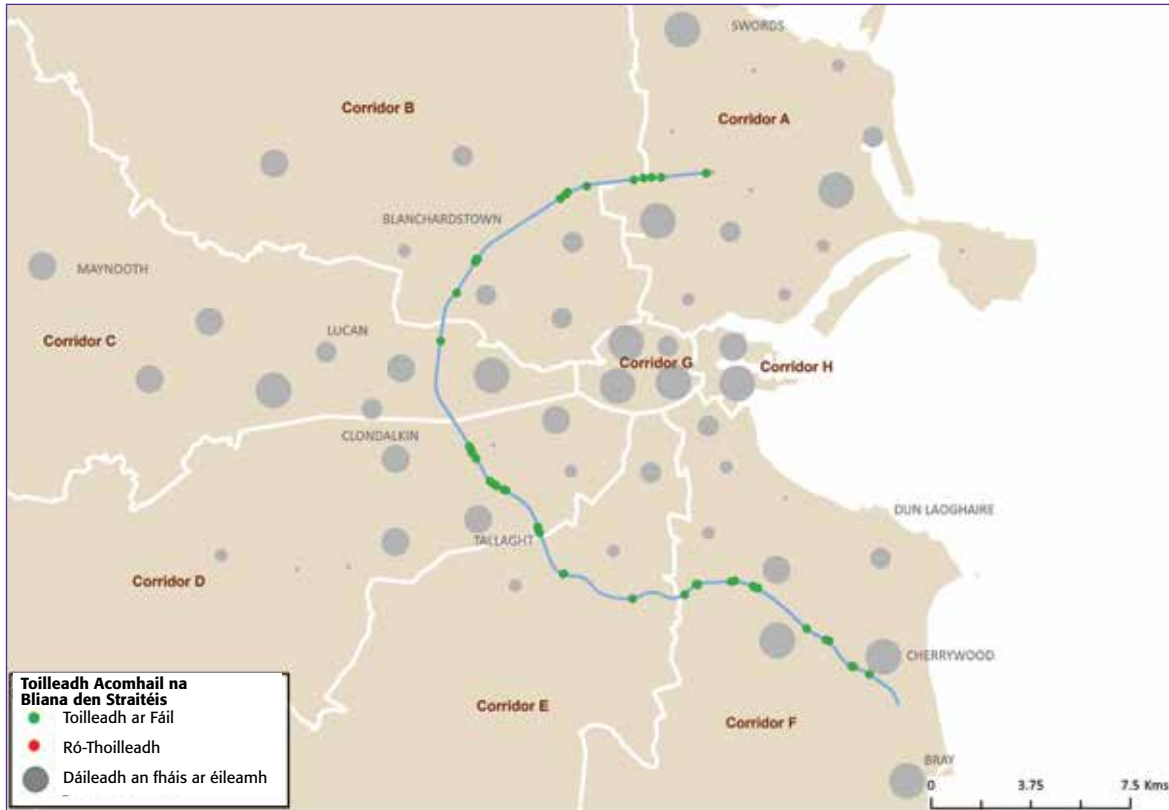 SWORDS
Corridor B
Corridor A
BLANCHARDSTOWN
MAYNOOTH
LUCAN
Corridor C
Corridor G
Corridor H
CLONDALKIN
DUN LAOGHAIRE
TALLAGHT
Corridor D
CHERRYWOOD
Corridor E
Corridor F
BRAY
Toilleadh Acomhail na
Bliana den Straitéis
Toilleadh ar Fáil
Ró-Thoilleadh
Dáileadh an fháis ar éileamh
0 3.75 7.5 Kms